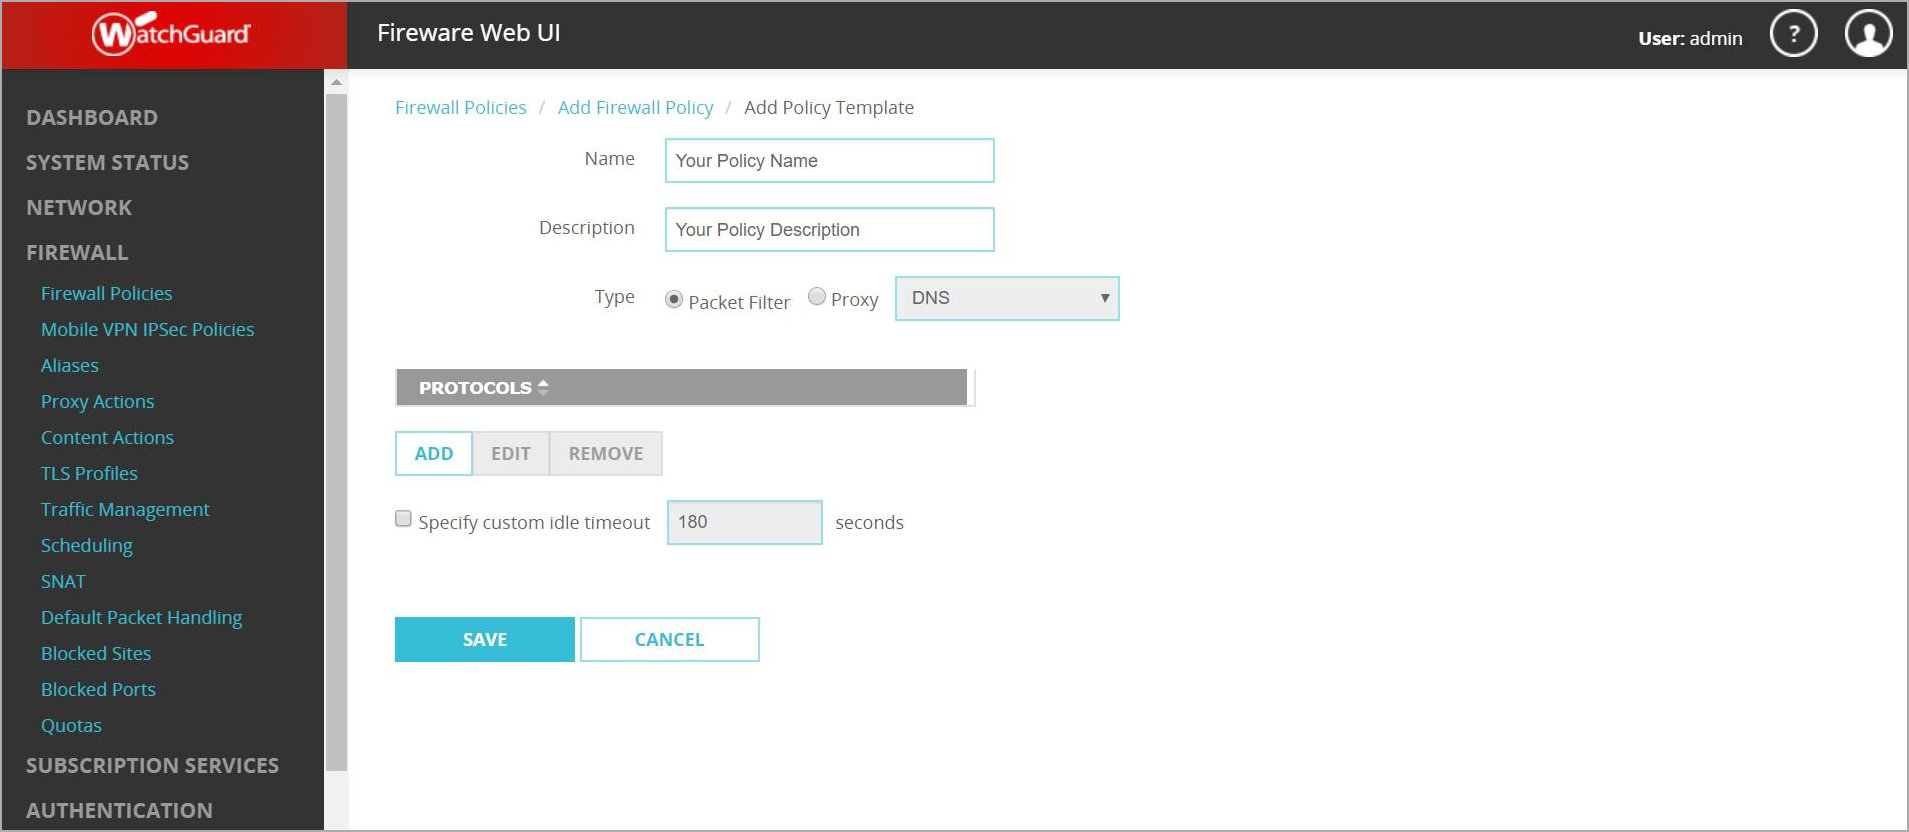 WatchGuard
Fireware Web UI
User: admin
?
DASHBOARD
SYSTEM STATUS
NETWORK
FIREWALL
Firewall Policies
Mobile VPN IPSec Policies
Aliases
Proxy Actions
Content Actions
TLS Profiles
Traffic Management
Scheduling
SNAT
Default Packet Handling
Blocked Sites
Blocked Ports
Quotas
SUBSCRIPTION SERVICES
AUTHENTICATION
Firewall Policies / Add Firewall Policy / Add Policy Template
Name Your Policy Name
Description Your Policy Description
Type Packet Filter Proxy DNS
PROTOCOLS
ADD EDIT REMOVE
Specify custom idle timeout 180 seconds
SAVE CANCEL